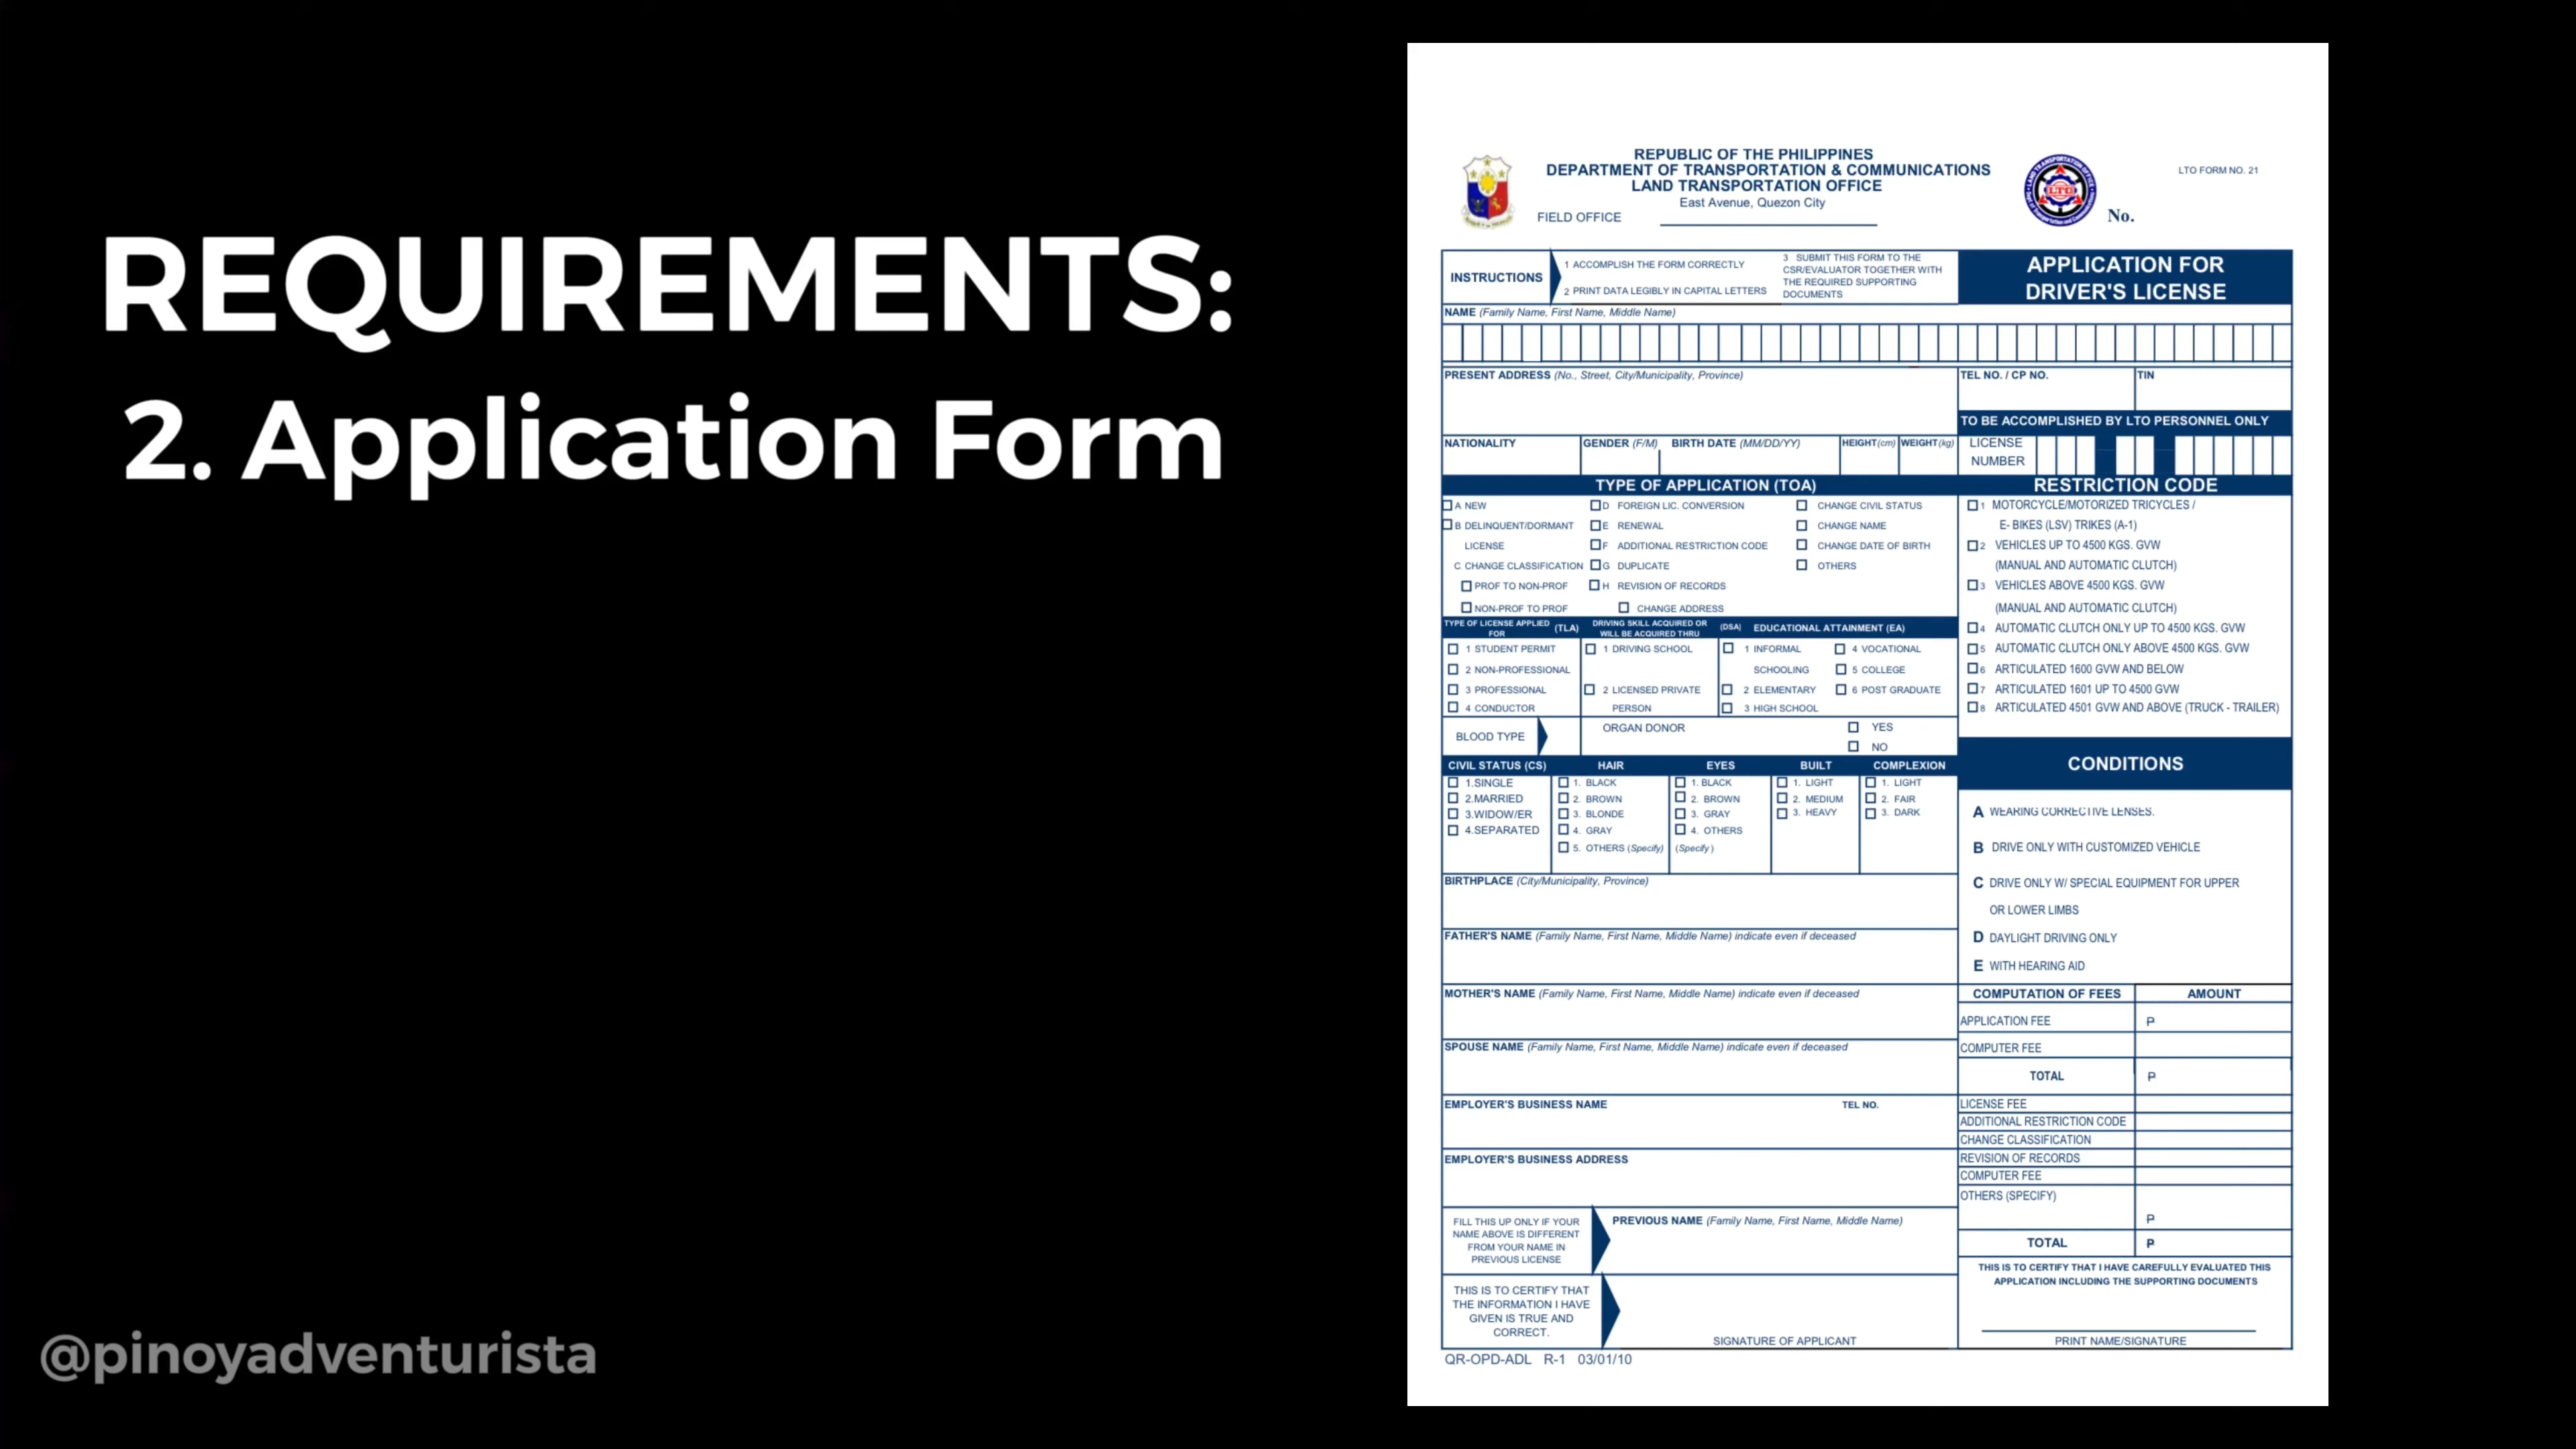 REQUIREMENTS:
2. Application Form
@pinoyadventurista
REPUBLIC OF THE PHILIPPINES
DEPARTMENT OF TRANSPORTATION & COMMUNICATIONS
LAND TRANSPORTATION OFFICE
East Avenue, Quezon City
FIELD OFFICE
LTO FORM NO. 21
No.
INSTRUCTIONS
1 ACCOMPLISH THE FORM CORRECTLY
2 PRINT DATA LEGIBLY IN CAPITAL LETTERS
3 SUBMIT THIS FORM TO THE
CSR/EVALUATOR TOGETHER WITH
THE REQUIRED SUPPORTING
DOCUMENTS
APPLICATION FOR
DRIVER'S LICENSE
NAME (Family Name, First Name, Middle Name)
PRESENT ADDRESS (No., Street, City/Municipality, Province)
TEL NO. / CP NO.
TIN
TO BE ACCOMPLISHED BY LTO PERSONNEL ONLY
NATIONALITY
GENDER (F/M)
BIRTH DATE (MM/DD/YY)
HEIGHT(cm)
WEIGHT(kg)
LICENSE
NUMBER
TYPE OF APPLICATION (TOA)
A NEW
B DELINQUENT/DORMANT
LICENSE
C CHANGE CLASSIFICATION
PROF TO NON-PROF
NON-PROF TO PROF
D FOREIGN LIC. CONVERSION
E RENEWAL
F ADDITIONAL RESTRICTION CODE
G DUPLICATE
H REVISION OF RECORDS
CHANGE ADDRESS
CHANGE CIVIL STATUS
CHANGE NAME
CHANGE DATE OF BIRTH
OTHERS
RESTRICTION CODE
1 MOTORCYCLE/MOTORIZED TRICYCLES /
E- BIKES (LSV) TRIKES (A-1)
2 VEHICLES UP TO 4500 KGS. GVW
(MANUAL AND AUTOMATIC CLUTCH)
3 VEHICLES ABOVE 4500 KGS. GVW
(MANUAL AND AUTOMATIC CLUTCH)
4 AUTOMATIC CLUTCH ONLY UP TO 4500 KGS. GVW
5 AUTOMATIC CLUTCH ONLY ABOVE 4500 KGS. GVW
6 ARTICULATED 1600 GVW AND BELOW
7 ARTICULATED 1601 UP TO 4500 GVW
8 ARTICULATED 4501 GVW AND ABOVE (TRUCK - TRAILER)
TYPE OF LICENSE APPLIED
FOR
(TLA)
1 STUDENT PERMIT
2 NON-PROFESSIONAL
3 PROFESSIONAL
4 CONDUCTOR
DRIVING SKILL ACQUIRED OR
WILL BE ACQUIRED THRU
(DSA)
1 DRIVING SCHOOL
2 LICENSED PRIVATE
PERSON
EDUCATIONAL ATTAINMENT (EA)
1 INFORMAL
SCHOOLING
2 ELEMENTARY
3 HIGH SCHOOL
4 VOCATIONAL
5 COLLEGE
6 POST GRADUATE
BLOOD TYPE
ORGAN DONOR
YES
NO
CIVIL STATUS (CS)
1.SINGLE
2.MARRIED
3.WIDOW/ER
4.SEPARATED
HAIR
1. BLACK
2. BROWN
3. BLONDE
4. GRAY
5. OTHERS (Specify)
EYES
1. BLACK
2. BROWN
3. GRAY
4. OTHERS
(Specify)
BUILT
1. LIGHT
2. MEDIUM
3. HEAVY
COMPLEXION
1. LIGHT
2. FAIR
3. DARK
CONDITIONS
A WEARING CORRECTIVE LENSES.
B DRIVE ONLY WITH CUSTOMIZED VEHICLE
C DRIVE ONLY W/ SPECIAL EQUIPMENT FOR UPPER
OR LOWER LIMBS
D DAYLIGHT DRIVING ONLY
E WITH HEARING AID
BIRTHPLACE (City/Municipality, Province)
FATHER'S NAME (Family Name, First Name, Middle Name) indicate even if deceased
MOTHER'S NAME (Family Name, First Name, Middle Name) indicate even if deceased
SPOUSE NAME (Family Name, First Name, Middle Name) indicate even if deceased
EMPLOYER'S BUSINESS NAME
TEL NO.
EMPLOYER'S BUSINESS ADDRESS
FILL THIS UP ONLY IF YOUR
NAME ABOVE IS DIFFERENT
FROM YOUR NAME IN
PREVIOUS LICENSE
PREVIOUS NAME (Family Name, First Name, Middle Name)
THIS IS TO CERTIFY THAT
THE INFORMATION I HAVE
GIVEN IS TRUE AND
CORRECT.
SIGNATURE OF APPLICANT
COMPUTATION OF FEES
AMOUNT
APPLICATION FEE ₱
COMPUTER FEE
TOTAL ₱
LICENSE FEE
ADDITIONAL RESTRICTION CODE
CHANGE CLASSIFICATION
REVISION OF RECORDS
COMPUTER FEE
OTHERS (SPECIFY)
₱
TOTAL ₱
THIS IS TO CERTIFY THAT I HAVE CAREFULLY EVALUATED THIS
APPLICATION INCLUDING THE SUPPORTING DOCUMENTS
PRINT NAME/SIGNATURE
QR-OPD-ADL R-1 03/01/10